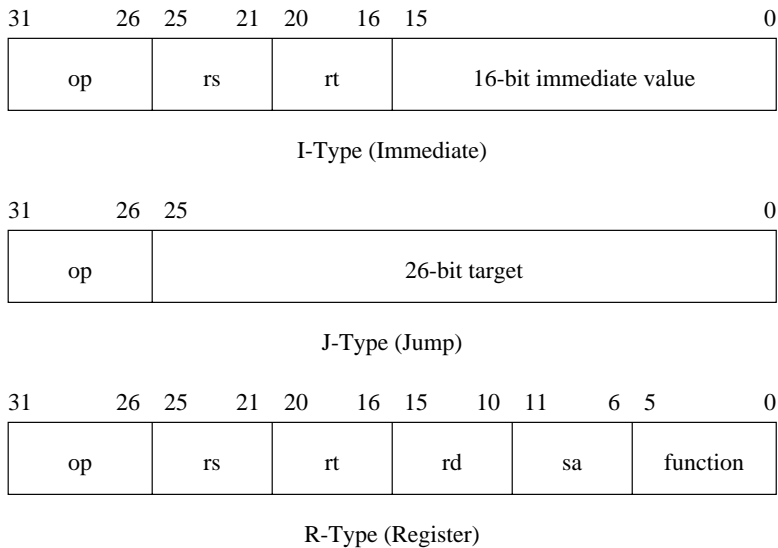 31 26 25 21 20 16 15 0
op rs rt 16-bit immediate value
I-Type (Immediate)
31 26 25 0
op 26-bit target
J-Type (Jump)
31 26 25 21 20 16 15 10 11 6 5 0
op rs rt rd sa function
R-Type (Register)